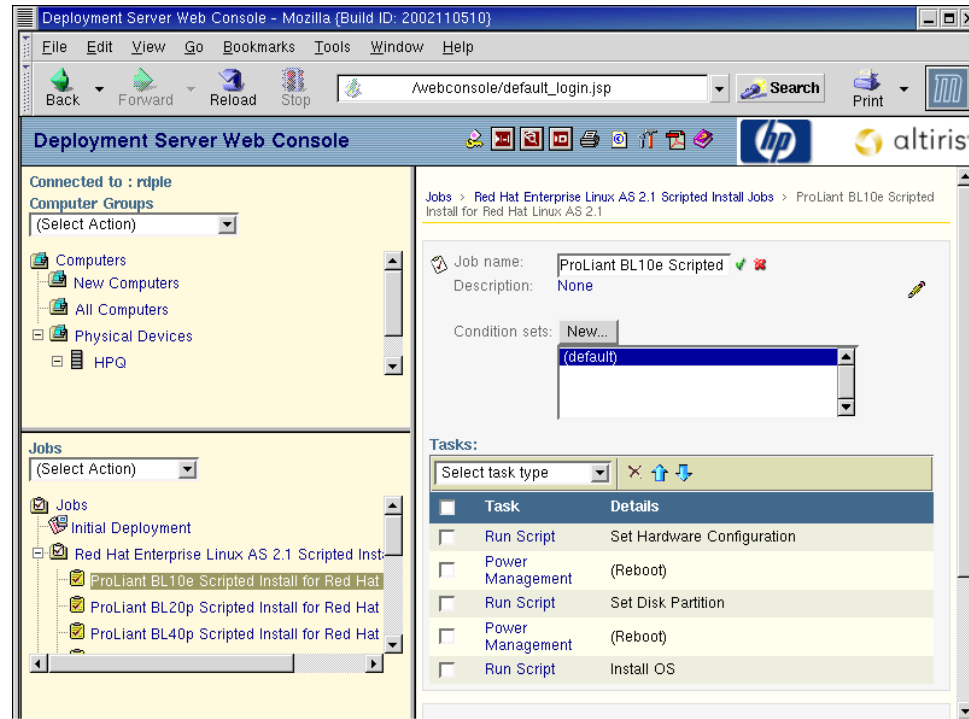 Deployment Server Web Console - Mozilla {Build ID: 2002110510}
File Edit View Go Bookmarks Tools Window Help
Back Forward Reload Stop /webconsole/default_login.jsp Search Print
Deployment Server Web Console
hp altiris
Connected to : rdple
Computer Groups
(Select Action)
Computers
New Computers
All Computers
Physical Devices
HPQ
Jobs
(Select Action)
Jobs
Initial Deployment
Red Hat Enterprise Linux AS 2.1 Scripted Inst
ProLiant BL10e Scripted Install for Red Hat
ProLiant BL20p Scripted Install for Red Hat
ProLiant BL40p Scripted Install for Red Hat
Jobs > Red Hat Enterprise Linux AS 2.1 Scripted Install Jobs > ProLiant BL10e Scripted
Install for Red Hat Linux AS 2.1
Job name: ProLiant BL10e Scripted
Description: None
Condition sets: New...
(default)
Tasks:
Select task type
Task Details
Run Script Set Hardware Configuration
Power
Management (Reboot)
Run Script Set Disk Partition
Power
Management (Reboot)
Run Script Install OS